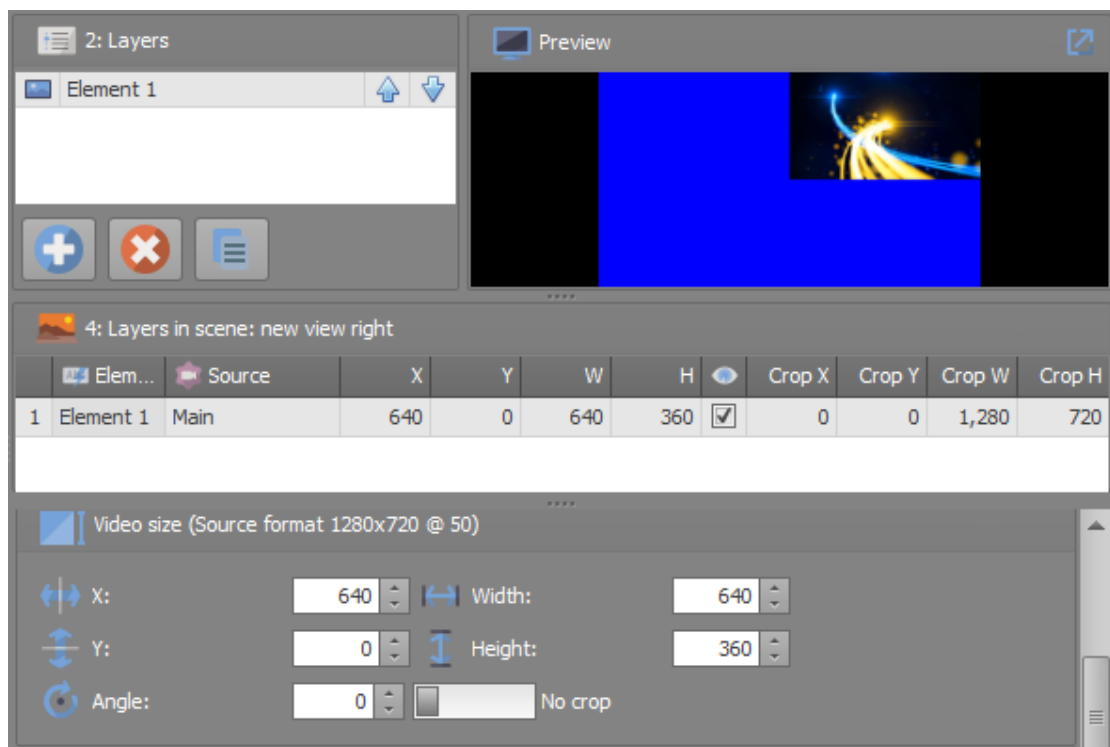 2: Layers
Preview
Element 1
4: Layers in scene: new view right
Elem... Source X Y W H Crop X Crop Y Crop W Crop H
1 Element 1 Main 640 0 640 360 0 0 1,280 720
Video size (Source format 1280x720 @ 50)
X: 640 Width: 640
Y: 0 Height: 360
Angle: 0 No crop